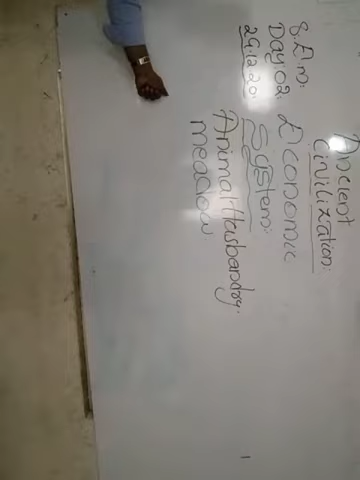 Ancient
Civilization:
B.E.M:
Day:02:
29.12.20:
Economic
System:
Animal Husbandry:
meadow